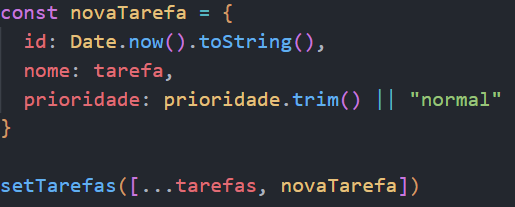 const novaTarefa = {
  id: Date.now().toString(),
  nome: tarefa,
  prioridade: prioridade.trim() || "normal"
}
setTarefas([...tarefas, novaTarefa])